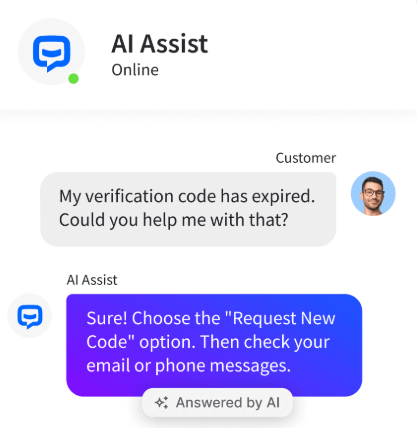 AI Assist
Online
Customer
My verification code has expired.
Could you help me with that?
AI Assist
Sure! Choose the "Request New
Code" option. Then check your
email or phone messages.
Answered by AI